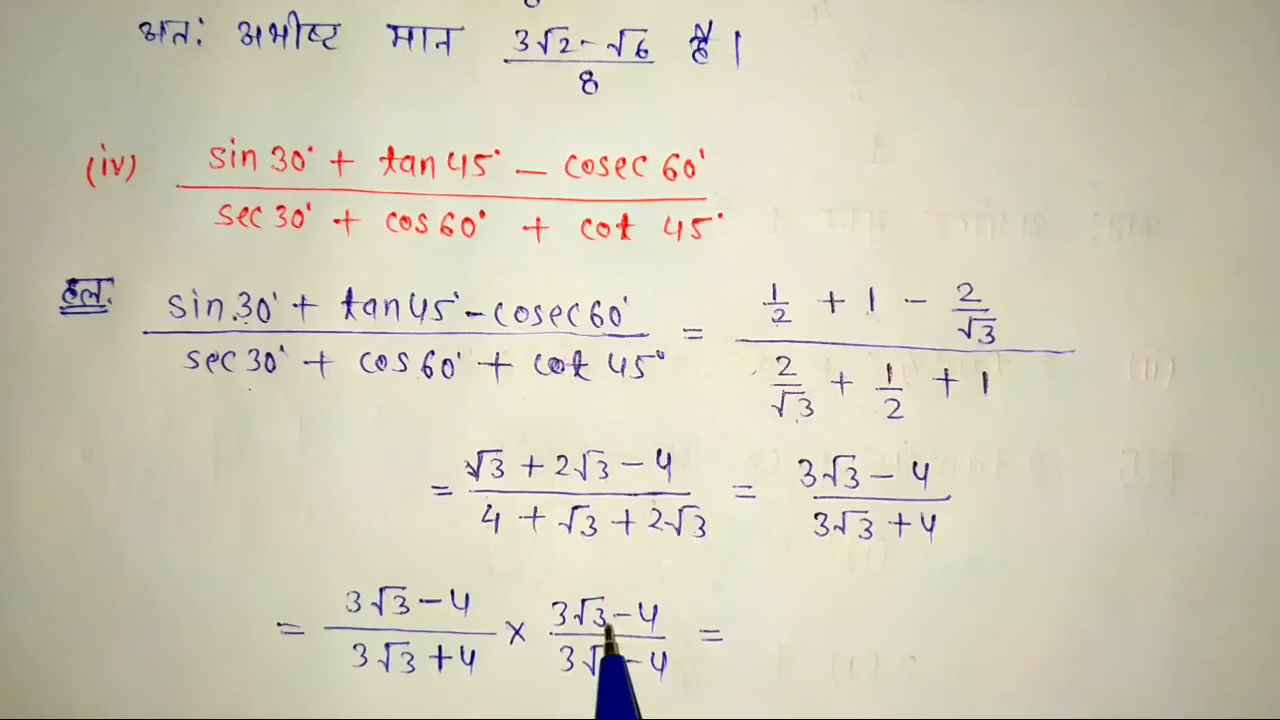 अतः अभीष्ट मान (3√2-√6)/8 है।
(iv) (sin 30° + tan 45° - cosec 60°)/(sec 30° + cos 60° + cot 45°)
हल: (sin 30° + tan 45° - cosec 60°)/(sec 30° + cos 60° + cot 45°) = (1/2 + 1 - 2/√3)/(2/√3 + 1/2 + 1)
= (√3 + 2√3 - 4)/(4 + √3 + 2√3) = (3√3 - 4)/(3√3 + 4)
= (3√3 - 4)/(3√3 + 4) × (3√3 - 4)/(3√ - 4) =